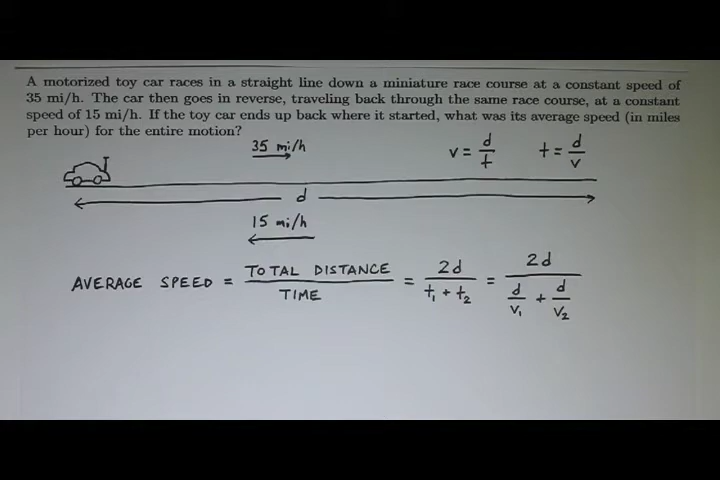 A motorized toy car races in a straight line down a miniature race course at a constant speed of
35 mi/h. The car then goes in reverse, traveling back through the same race course, at a constant
speed of 15 mi/h. If the toy car ends up back where it started, what was its average speed (in miles
per hour) for the entire motion?
35 mi/h
v = d/t t = d/v
d
15 mi/h
AVERAGE SPEED = TOTAL DISTANCE / TIME = 2d / (t₁ + t₂) = 2d / (d/v₁ + d/v₂)